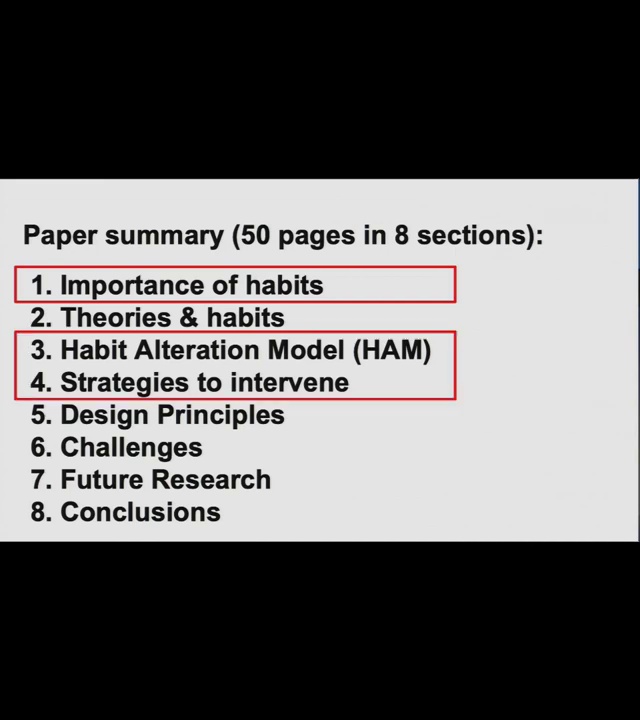 Paper summary (50 pages in 8 sections):
1. Importance of habits
2. Theories & habits
3. Habit Alteration Model (HAM)
4. Strategies to intervene
5. Design Principles
6. Challenges
7. Future Research
8. Conclusions